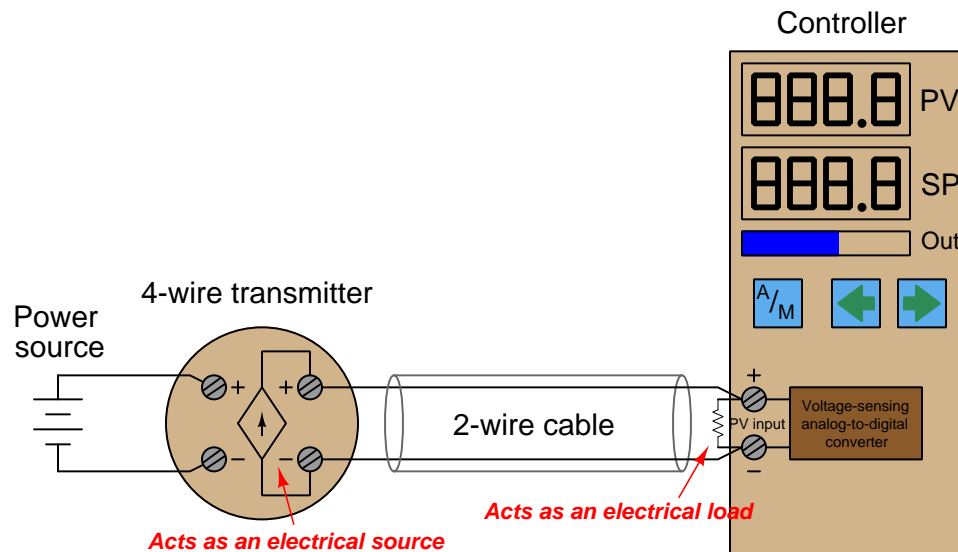 Controller
888.8
PV
888.8
SP
Out
A/M
4-wire transmitter
Power
source
+
+
-
-
2-wire cable
+
PV input
-
Voltage-sensing
analog-to-digital
converter
Acts as an electrical load
Acts as an electrical source